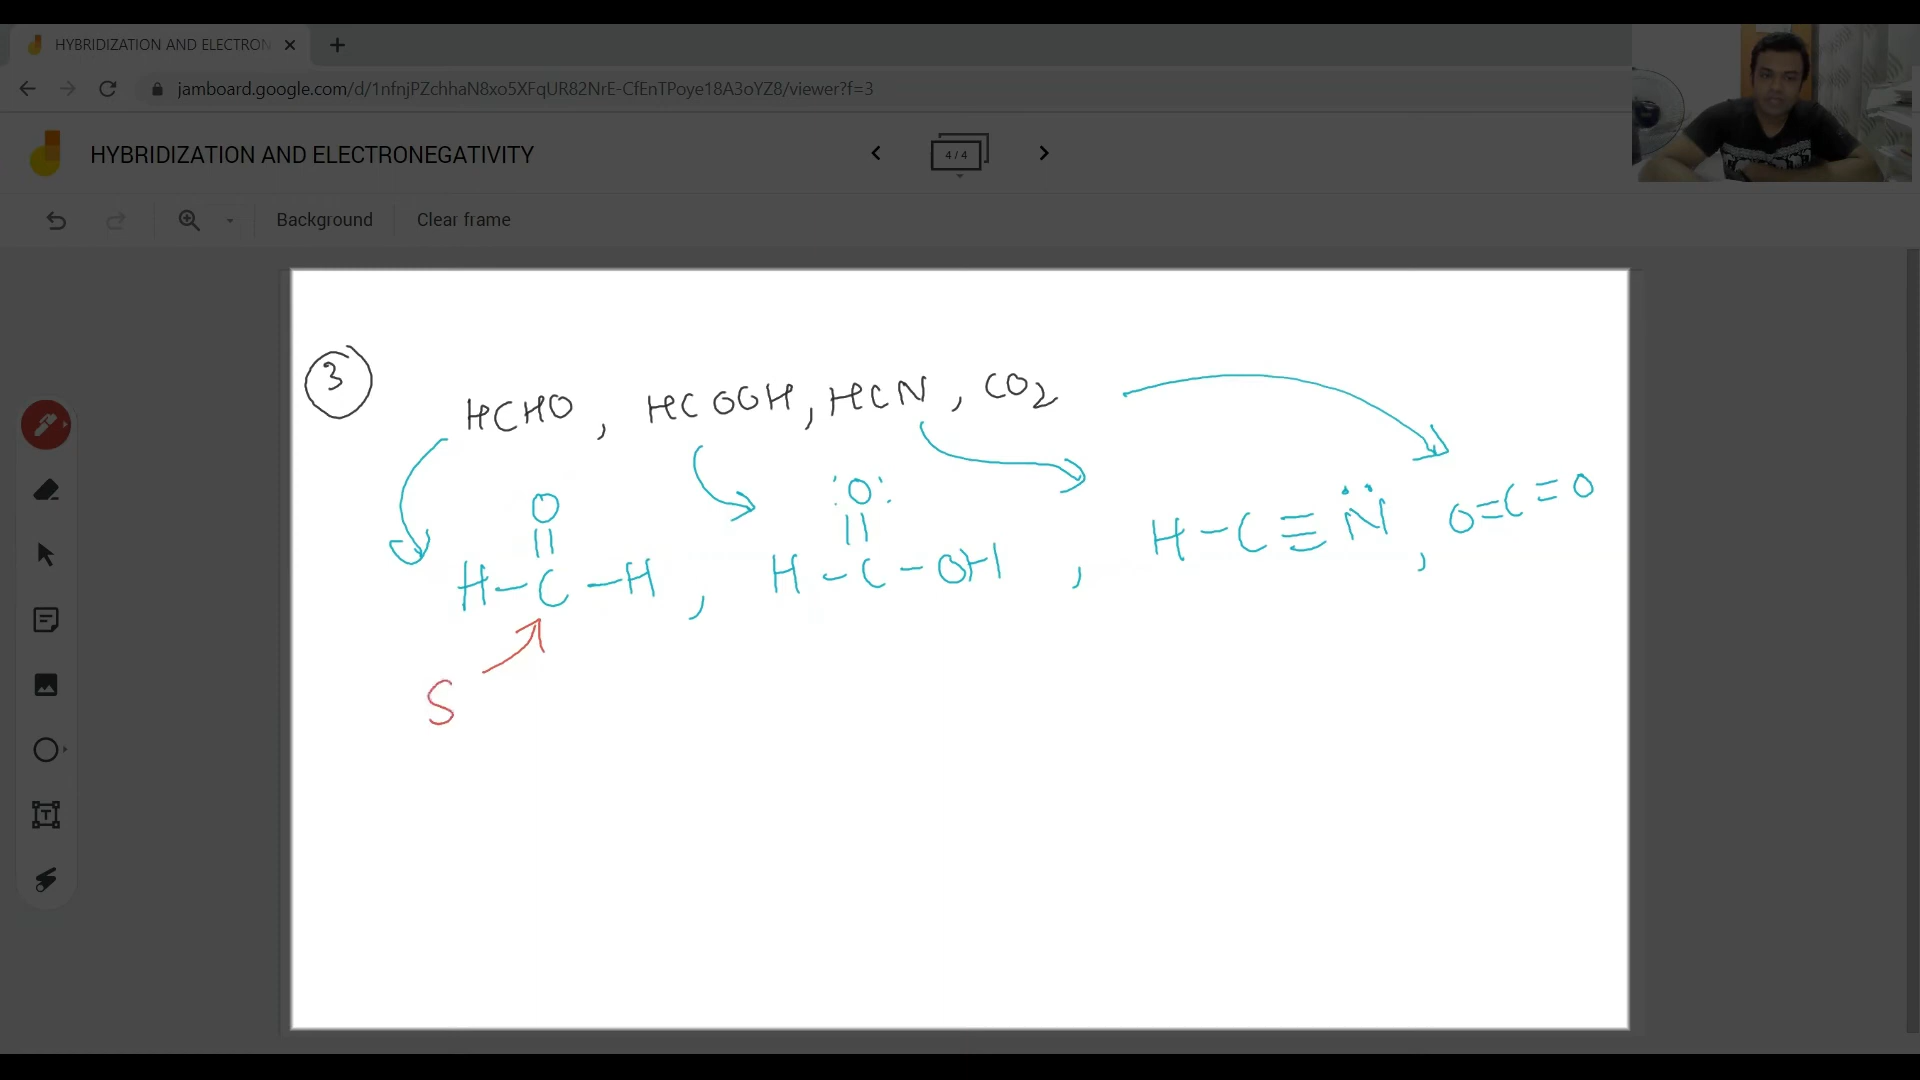 HYBRIDIZATION AND ELECTRON
jamboard.google.com/d/1nfnjPZchhaN8xo5XFqUR82NrE-CfEnTPoye18A3oYZ8/viewer?f=3
HYBRIDIZATION AND ELECTRONEGATIVITY
4 / 4
Background Clear frame
3
HCHO, HCOOH, HCN, CO2
O :O:
|| ||
H-C-H, H-C-OH, H-C≡N̈, O=C=O
S